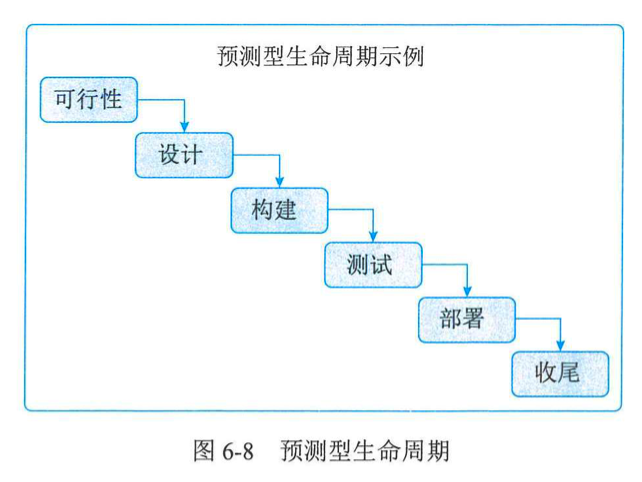 预测型生命周期示例
可行性
设计
构建
测试
部署
收尾
图 6-8 预测型生命周期